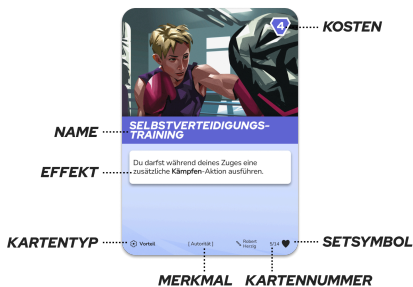 4
KOSTEN
NAME
SELBSTVERTEIDIGUNGS-
TRAINING
EFFEKT
Du darfst während deines Zuges eine
zusätzliche Kämpfen-Aktion ausführen.
KARTENTYP
Vorteil
[Autorität]
Robert
Herzig
5/14
SETSYMBOL
MERKMAL
KARTENNUMMER